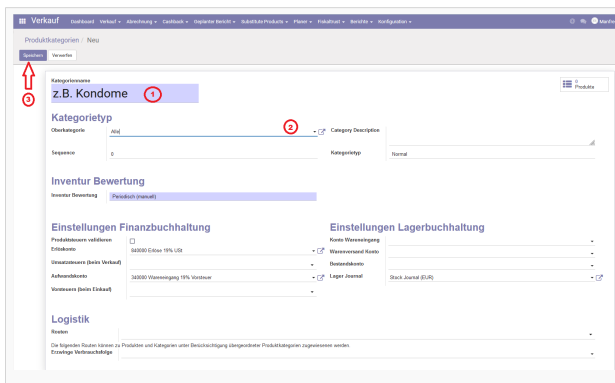 Verkauf Dashboard Verkauf Abrechnung Cashback Geplanter Bericht Substitute Products Planer Fiskaltrust Berichte Konfiguration Manfre
Produktkategorien / Neu
Speichern Verwerfen
Kategoriename
z.B. Kondome 1
0 Produkte
3
Kategorietyp
Oberkategorie Alle 2 Category Description
Sequence 0 Kategorietyp Normal
Inventur Bewertung
Inventur Bewertung Periodisch (manuell)
Einstellungen Finanzbuchhaltung Einstellungen Lagerbuchhaltung
Produktsteuern validieren Konto Wareneingang
Erlöskonto 840000 Erlöse 19% USt Warenversand Konto
Umsatzsteuern (beim Verkauf) Bestandskonto
Aufwandskonto 340000 Wareneingang 19% Vorsteuer Lager Journal Stock Journal (EUR)
Vorsteuern (beim Einkauf)
Logistik
Routen
Die folgenden Routen können zu Produkten und Kategorien unter Berücksichtigung übergeordneter Produktkategorien zugewiesenen werden.
Erzwinge Verbrauchsfolge